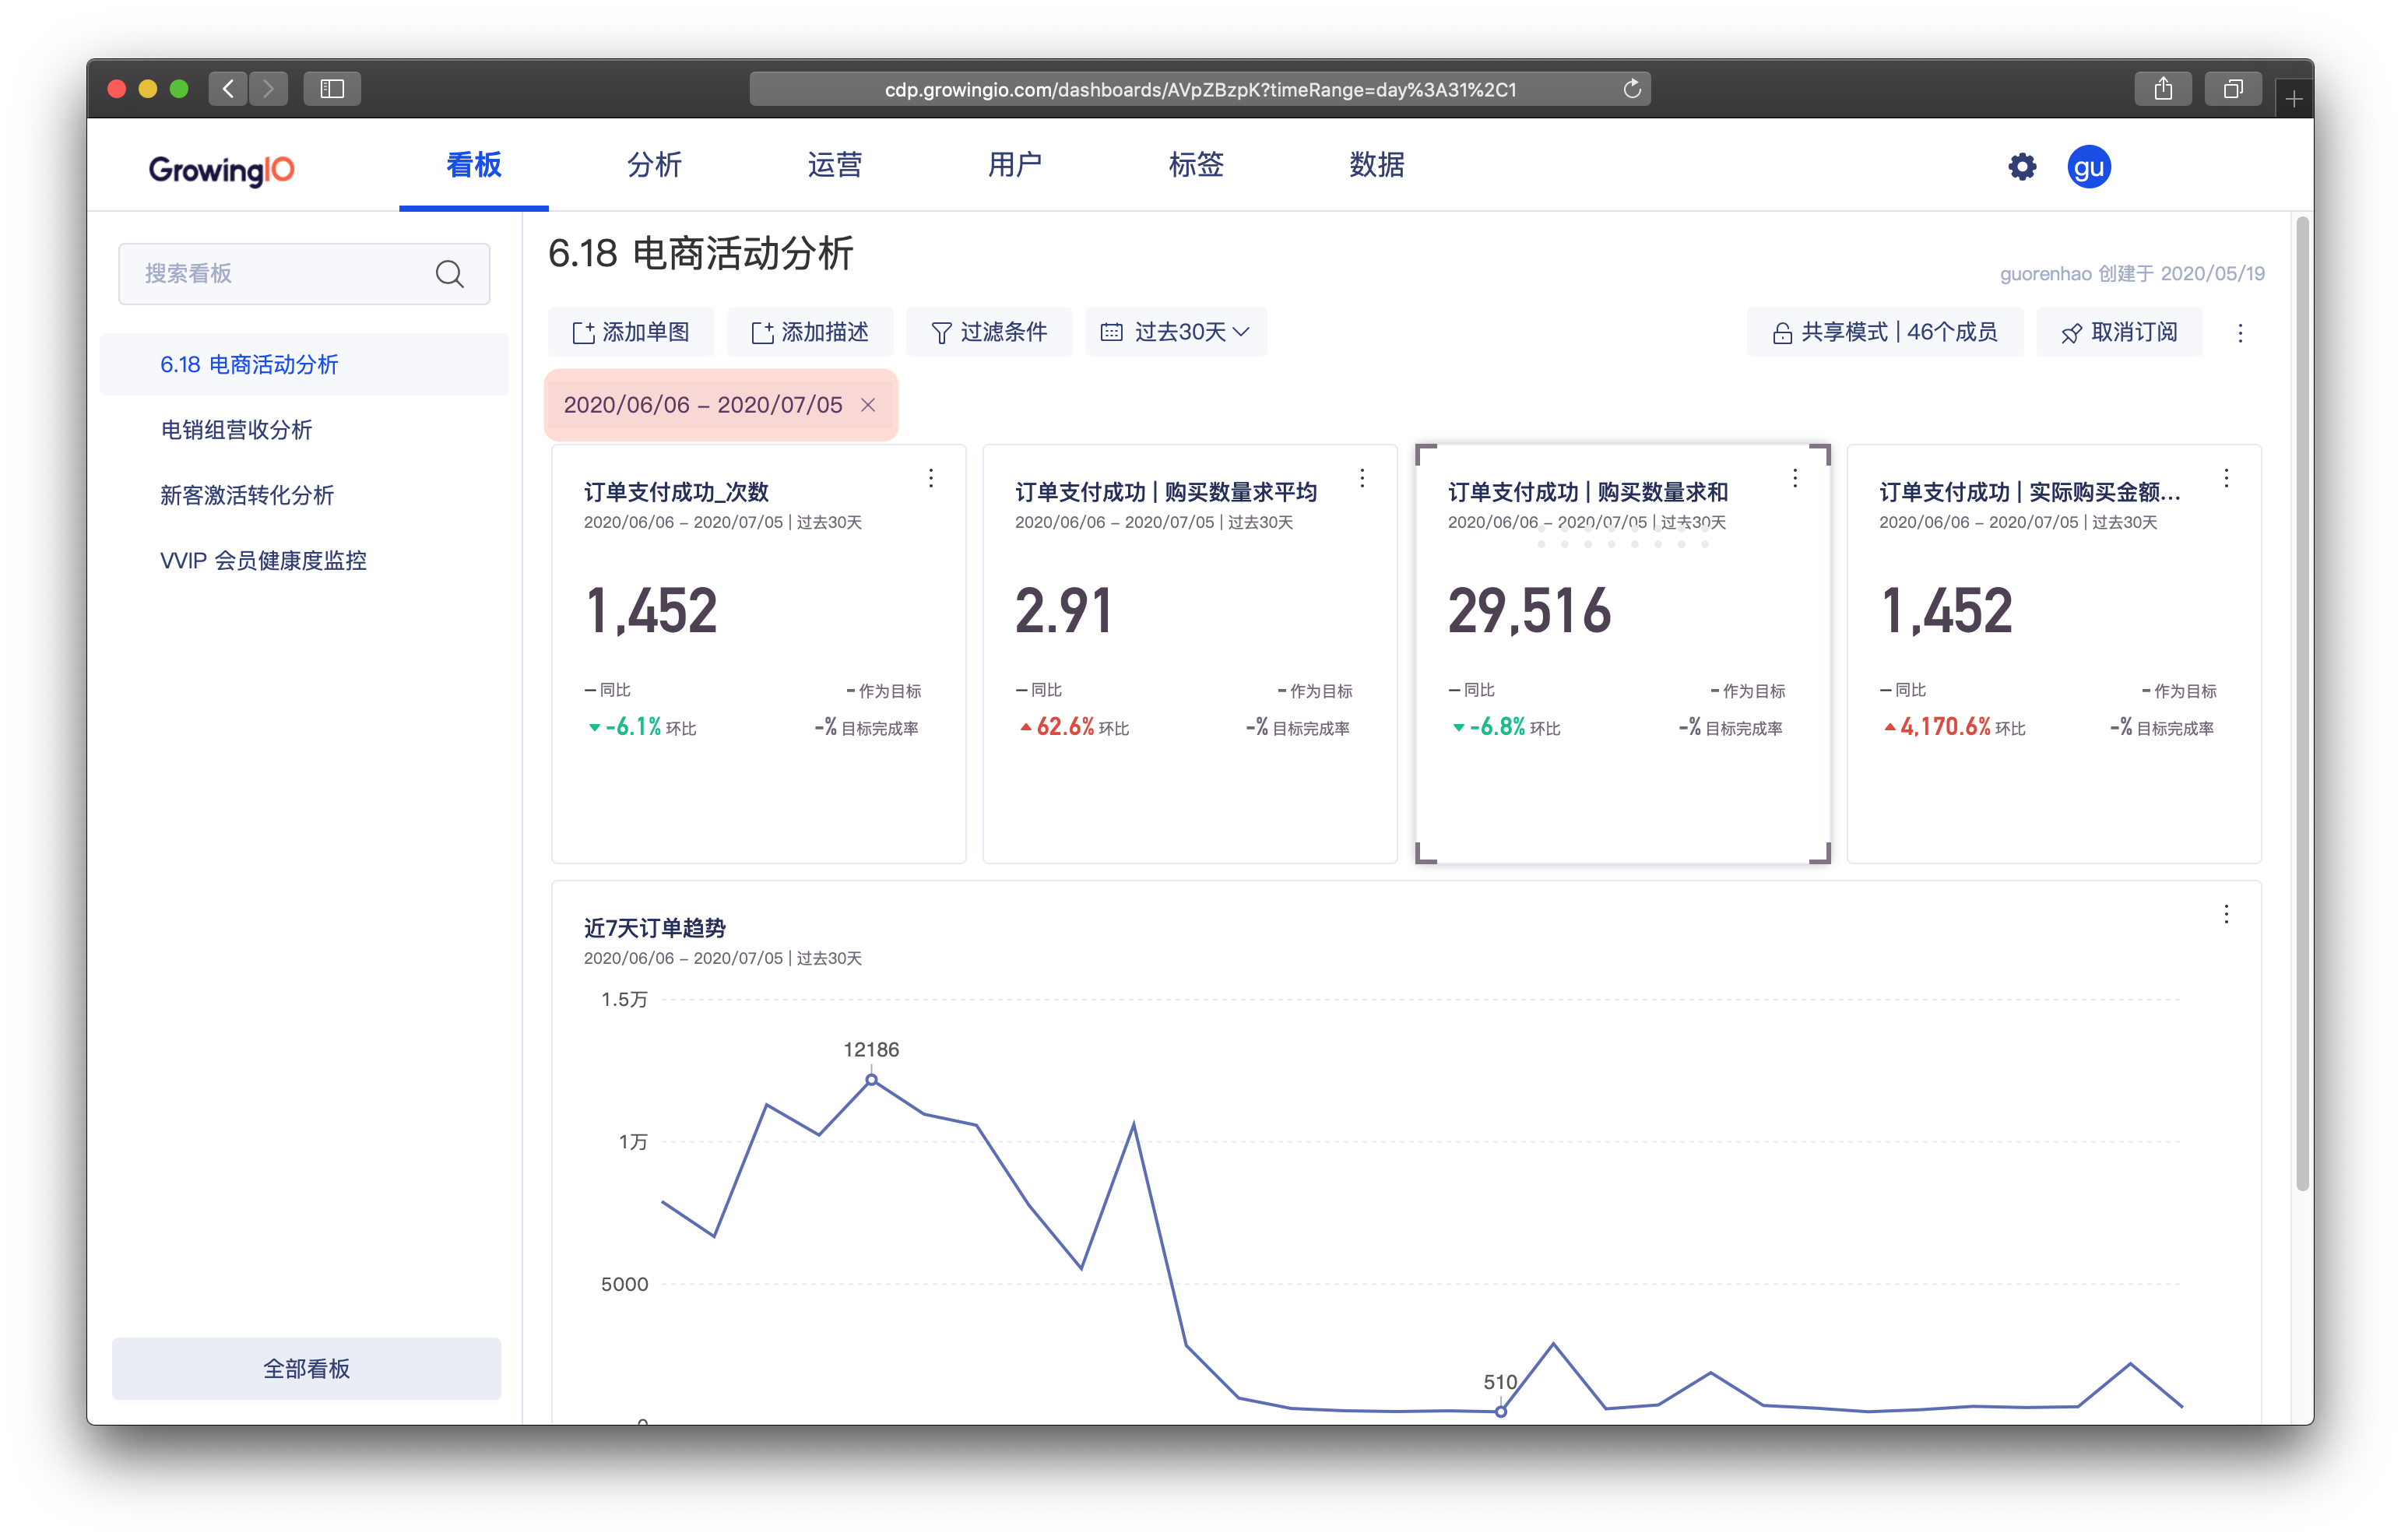 cdp.growingio.com/dashboards/AVpZBzpK?timeRange=day%3A31%2C1
GrowingIO
看板
分析
运营
用户
标签
数据
gu
搜索看板
6.18 电商活动分析
电销组营收分析
新客激活转化分析
VVIP 会员健康度监控
全部看板
6.18 电商活动分析
guorenhao 创建于 2020/05/19
添加单图
添加描述
过滤条件
过去30天
共享模式 | 46个成员
取消订阅
2020/06/06 – 2020/07/05
订单支付成功_次数
2020/06/06 – 2020/07/05 | 过去30天
1,452
– 同比
- 作为目标
-6.1% 环比
-% 目标完成率
订单支付成功 | 购买数量求平均
2020/06/06 – 2020/07/05 | 过去30天
2.91
– 同比
- 作为目标
62.6% 环比
-% 目标完成率
订单支付成功 | 购买数量求和
2020/06/06 – 2020/07/05 | 过去30天
29,516
– 同比
- 作为目标
-6.8% 环比
-% 目标完成率
订单支付成功 | 实际购买金额...
2020/06/06 – 2020/07/05 | 过去30天
1,452
– 同比
- 作为目标
4,170.6% 环比
-% 目标完成率
近7天订单趋势
2020/06/06 – 2020/07/05 | 过去30天
1.5万
12186
1万
5000
510